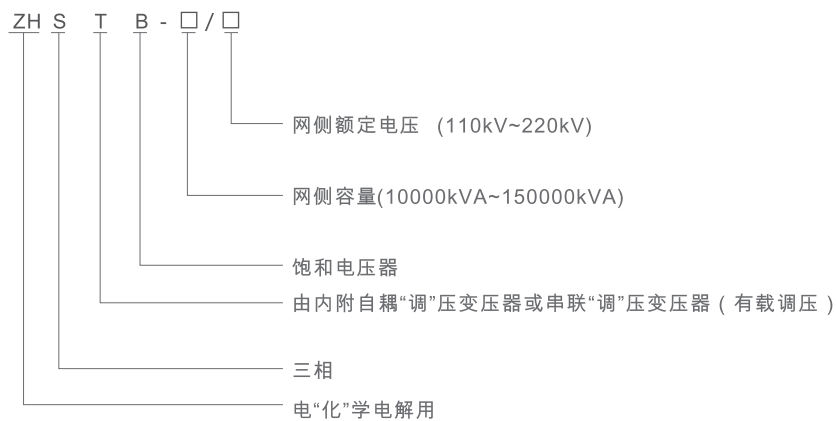 ZH S T B - □ / □
网侧额定电压 (110kV~220kV)
网侧容量(10000kVA~150000kVA)
饱和电压器
由内附自耦“调”压变压器或串联“调”压变压器 ( 有载调压 )
三相
电“化”学电解用